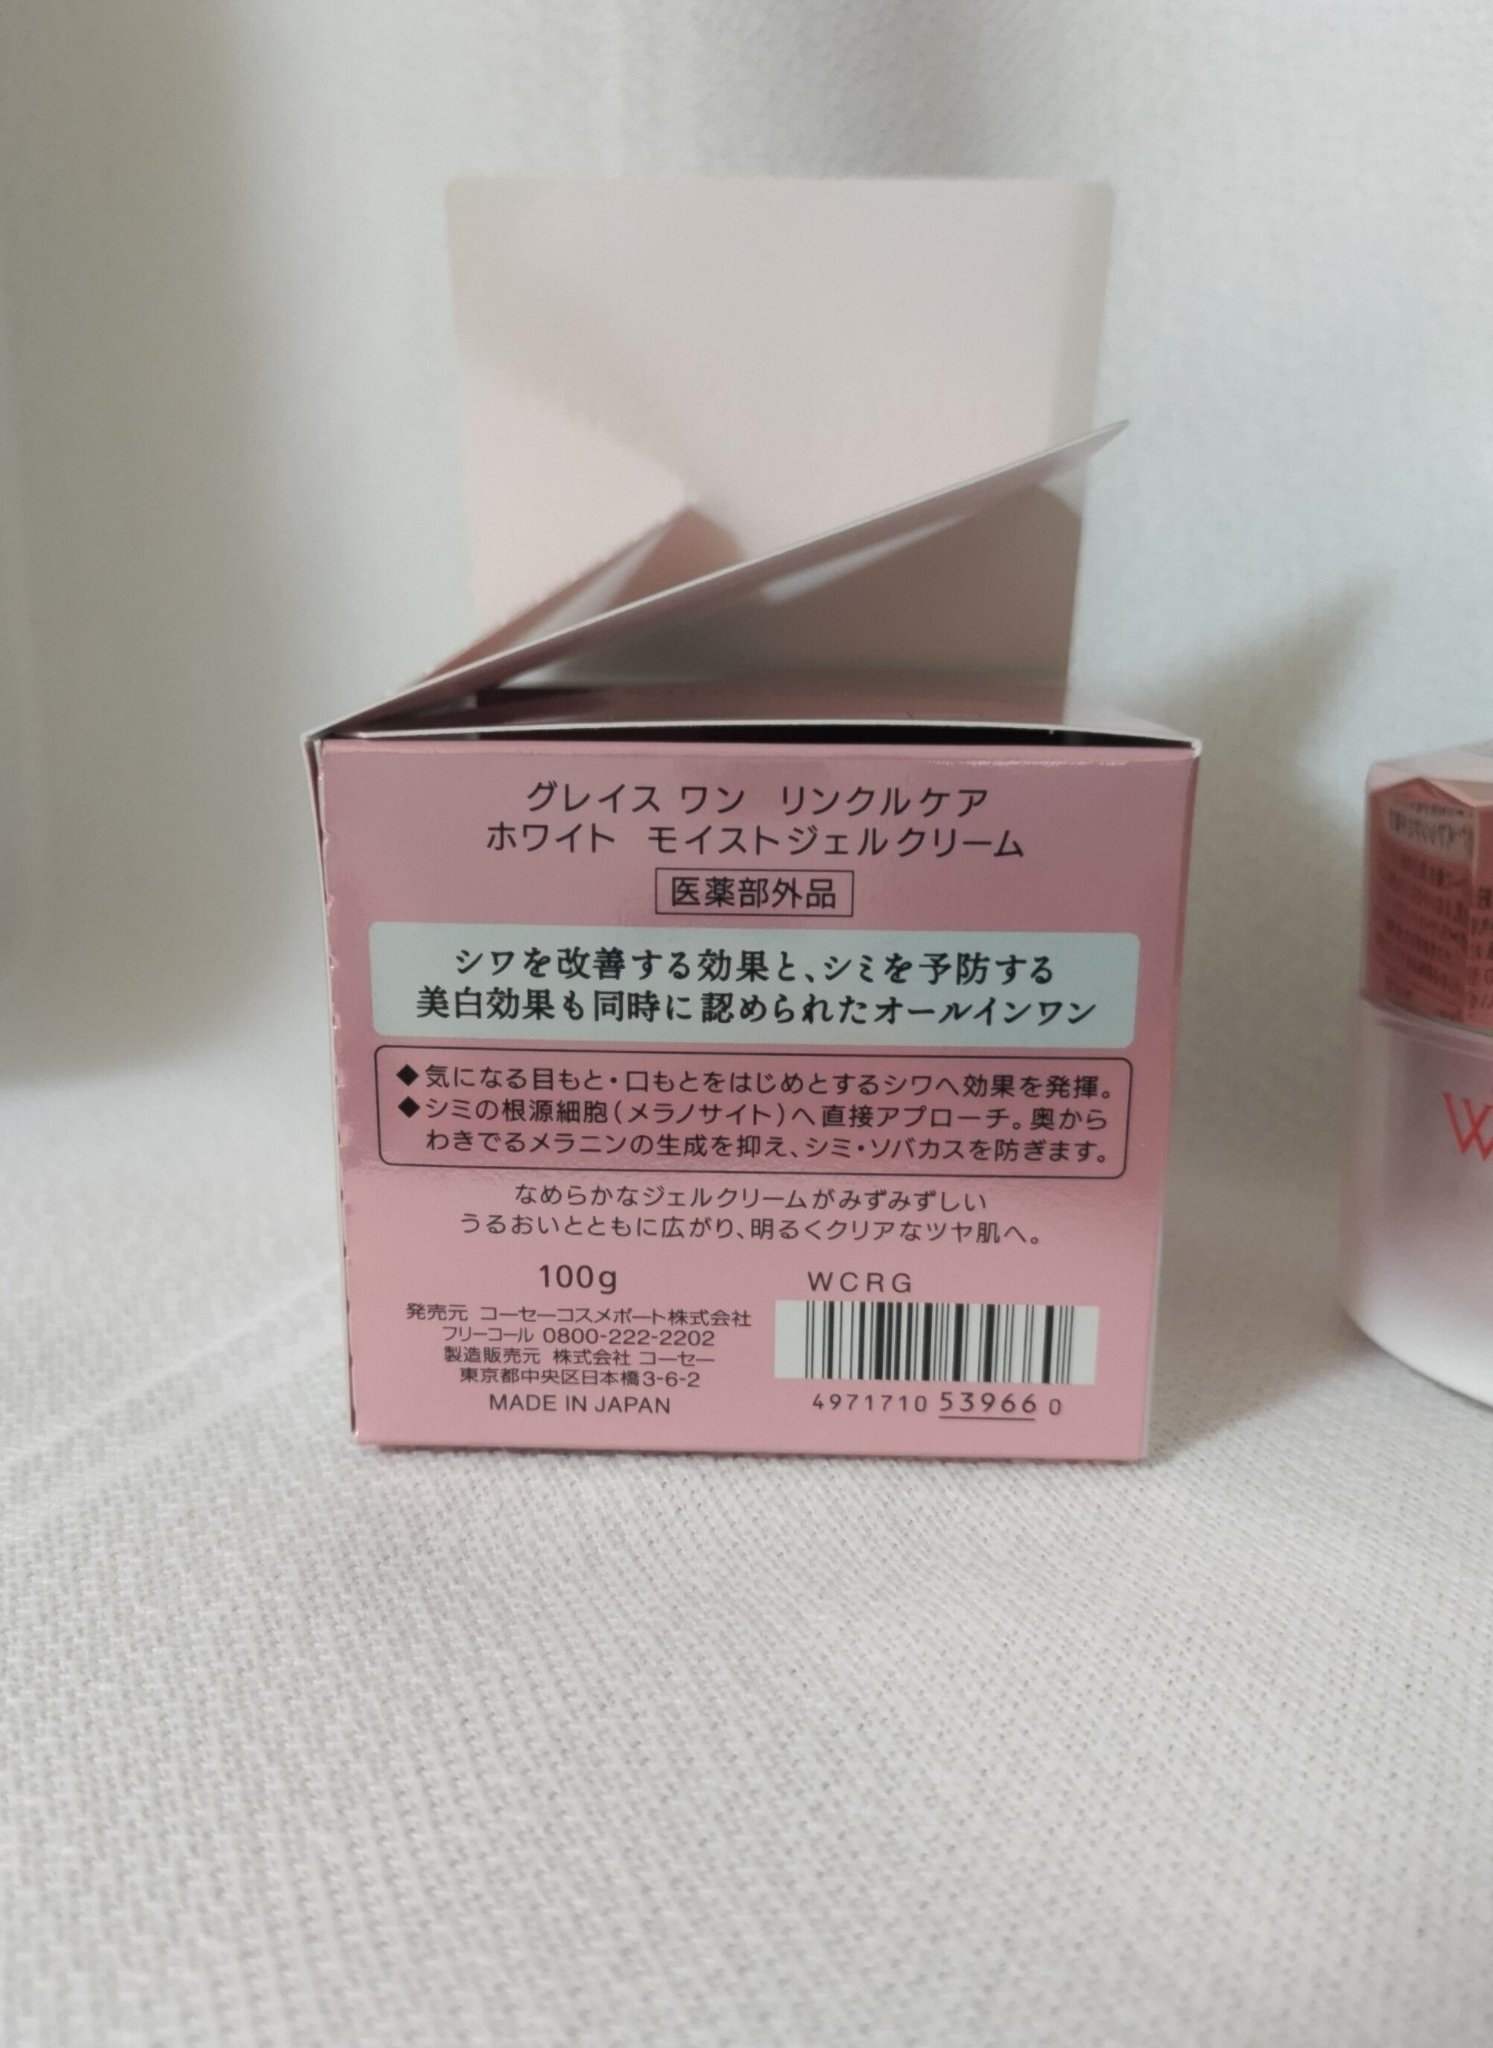 グレイス ワン リンクルケア
ホワイト モイストジェルクリーム
医薬部外品
シワを改善する効果と、シミを予防する
美白効果も同時に認められたオールインワン
◆気になる目もと・口もとをはじめとするシワへ効果を発揮。
◆シミの根源細胞(メラノサイト)へ直接アプローチ。奥から
わきでるメラニンの生成を抑え、シミ・ソバカスを防ぎます。
なめらかなジェルクリームがみずみずしい
うるおいとともに広がり、明るくクリアなツヤ肌へ。
100g
発売元 コーセーコスメポート株式会社
フリーコール 0800-222-2202
製造販売元 株式会社 コーセー
東京都中央区日本橋3-6-2
MADE IN JAPAN
WCRG
4971710 539660
W